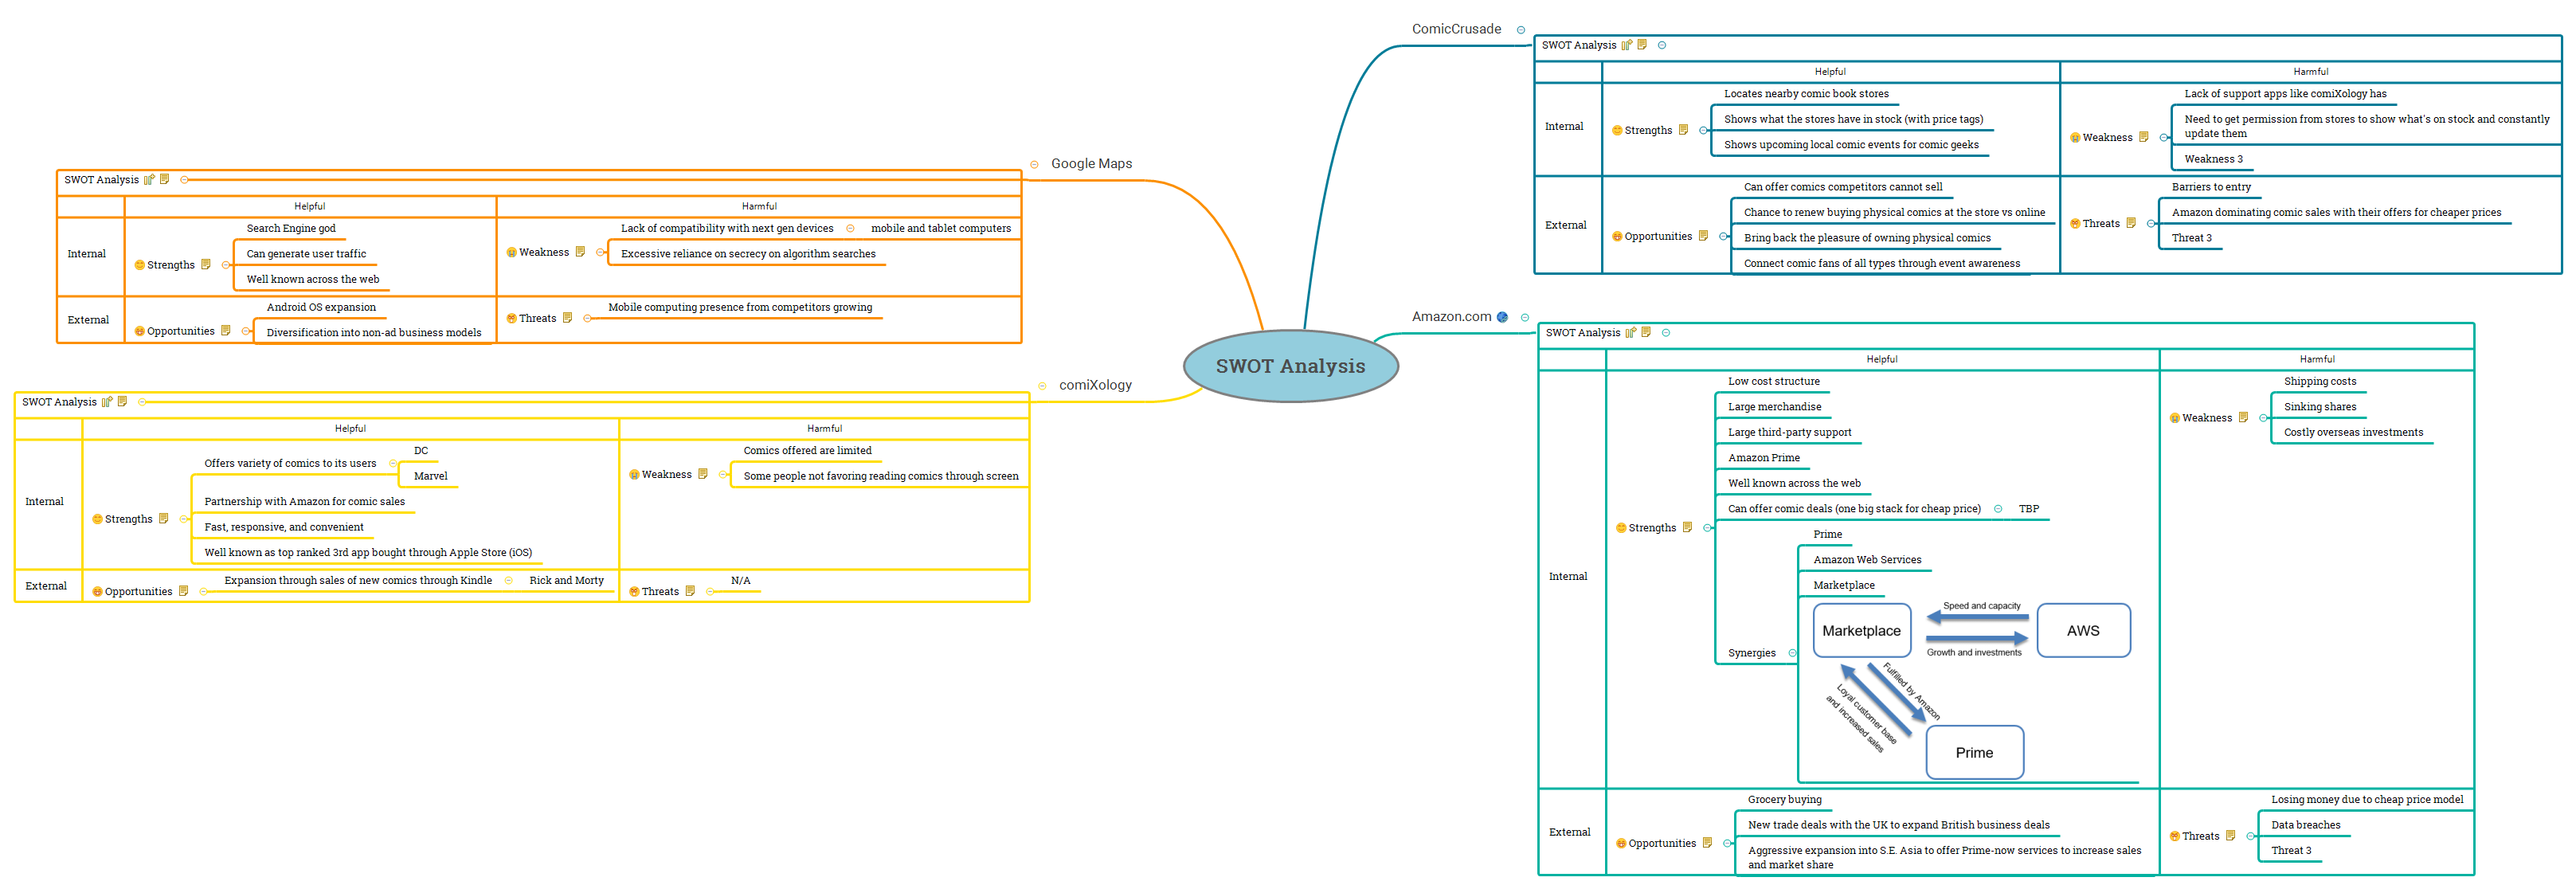 SWOT Analysis
ComicCrusade
SWOT Analysis
Helpful
Harmful
Internal
Strengths
Locates nearby comic book stores
Shows what the stores have in stock (with price tags)
Shows upcoming local comic events for comic geeks
Weakness
Lack of support apps like comiXology has
Need to get permission from stores to show what's on stock and constantly
update them
Weakness 3
External
Opportunities
Can offer comics competitors cannot sell
Chance to renew buying physical comics at the store vs online
Bring back the pleasure of owning physical comics
Connect comic fans of all types through event awareness
Threats
Barriers to entry
Amazon dominating comic sales with their offers for cheaper prices
Threat 3
Amazon.com
SWOT Analysis
Helpful
Harmful
Internal
Strengths
Low cost structure
Large merchandise
Large third-party support
Amazon Prime
Well known across the web
Can offer comic deals (one big stack for cheap price)
TBP
Synergies
Prime
Amazon Web Services
Marketplace
Marketplace
Speed and capacity
Growth and investments
AWS
Fulfilled by Amazon
Loyal customer base
and increased sales
Prime
Weakness
Shipping costs
Sinking shares
Costly overseas investments
External
Opportunities
Grocery buying
New trade deals with the UK to expand British business deals
Aggressive expansion into S.E. Asia to offer Prime-now services to increase sales
and market share
Threats
Losing money due to cheap price model
Data breaches
Threat 3
Google Maps
SWOT Analysis
Helpful
Harmful
Internal
Strengths
Search Engine god
Can generate user traffic
Well known across the web
Weakness
Lack of compatibility with next gen devices
mobile and tablet computers
Excessive reliance on secrecy on algorithm searches
External
Opportunities
Android OS expansion
Diversification into non-ad business models
Threats
Mobile computing presence from competitors growing
comiXology
SWOT Analysis
Helpful
Harmful
Internal
Strengths
Offers variety of comics to its users
DC
Marvel
Partnership with Amazon for comic sales
Fast, responsive, and convenient
Well known as top ranked 3rd app bought through Apple Store (iOS)
Weakness
Comics offered are limited
Some people not favoring reading comics through screen
External
Opportunities
Expansion through sales of new comics through Kindle
Rick and Morty
Threats
N/A